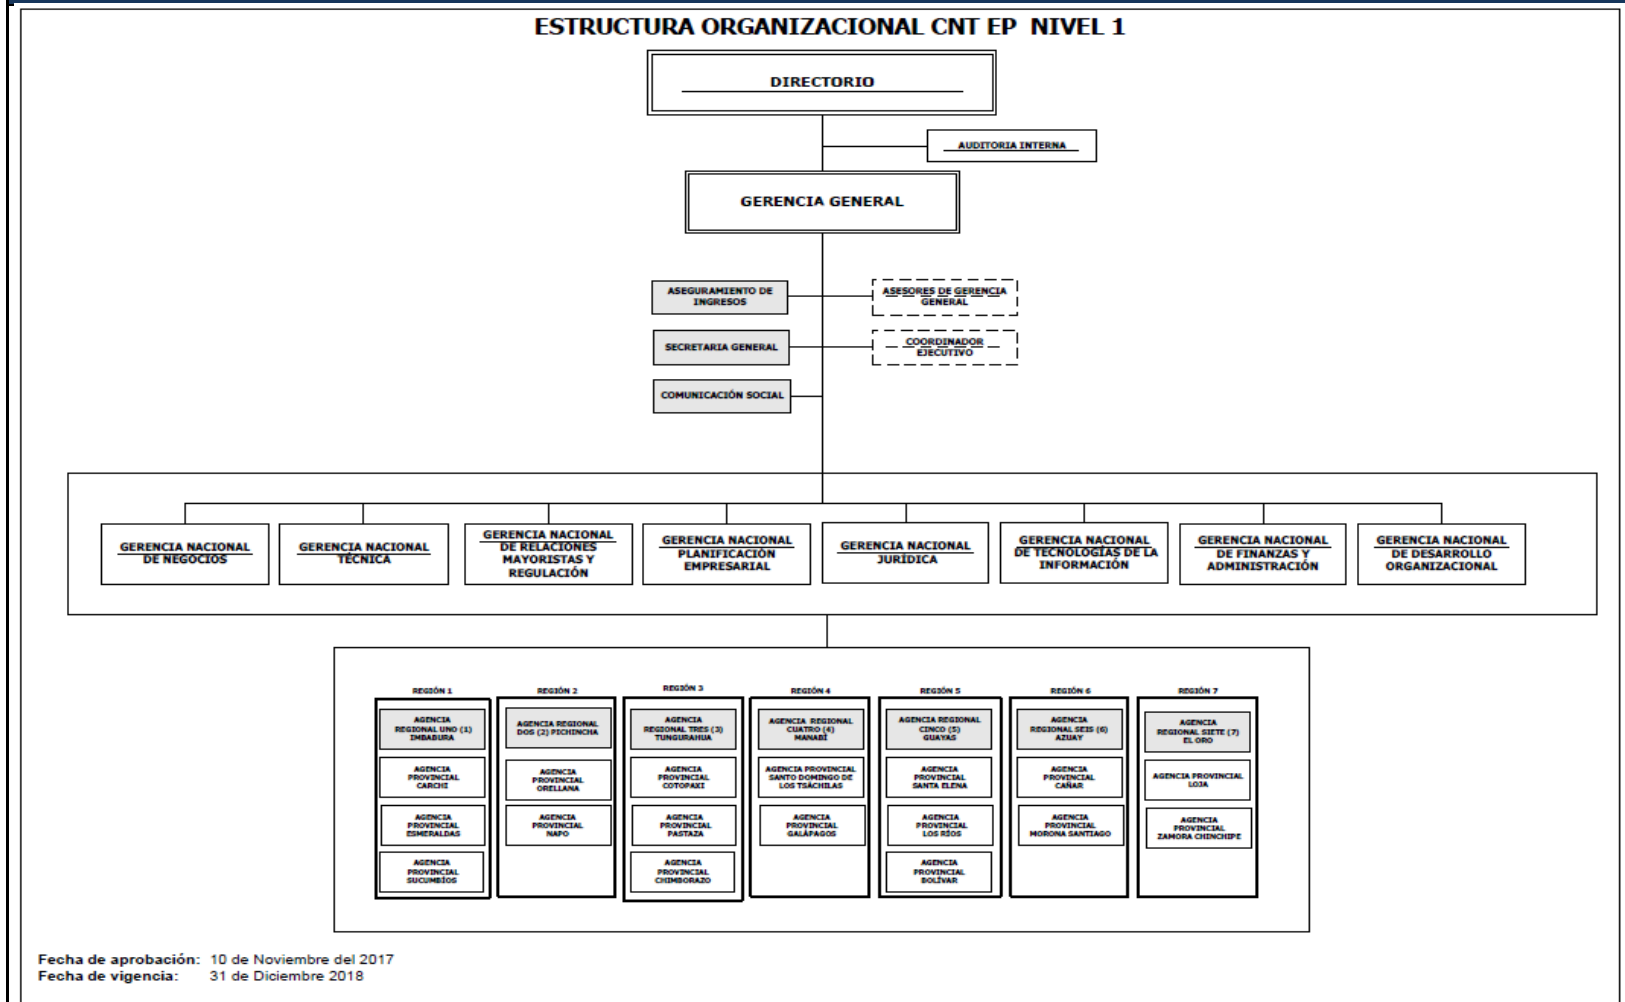 ESTRUCTURA ORGANIZACIONAL CNT EP NIVEL 1
DIRECTORIO
AUDITORIA INTERNA
GERENCIA GENERAL
ASEGURAMIENTO DE
INGRESOS
ASESORES DE GERENCIA
GENERAL
SECRETARIA GENERAL
COORDINADOR
EJECUTIVO
COMUNICACIÓN SOCIAL
GERENCIA NACIONAL
DE NEGOCIOS
GERENCIA NACIONAL
TÉCNICA
GERENCIA NACIONAL
DE RELACIONES
MAYORISTAS Y
REGULACIÓN
GERENCIA NACIONAL
PLANIFICACIÓN
EMPRESARIAL
GERENCIA NACIONAL
JURÍDICA
GERENCIA NACIONAL
DE TECNOLOGÍAS DE LA
INFORMACIÓN
GERENCIA NACIONAL
DE FINANZAS Y
ADMINISTRACIÓN
GERENCIA NACIONAL
DE DESARROLLO
ORGANIZACIONAL
REGIÓN 1
AGENCIA
REGIONAL UNO (1)
IMBABURA
AGENCIA
PROVINCIAL
CARCHI
AGENCIA
PROVINCIAL
ESMERALDAS
AGENCIA
PROVINCIAL
SUCUMBÍOS
REGIÓN 2
AGENCIA REGIONAL
DOS (2) PICHINCHA
AGENCIA
PROVINCIAL
ORELLANA
AGENCIA
PROVINCIAL
NAPO
REGIÓN 3
AGENCIA
REGIONAL TRES (3)
TUNGURAHUA
AGENCIA
PROVINCIAL
COTOPAXI
AGENCIA
PROVINCIAL
PASTAZA
AGENCIA
PROVINCIAL
CHIMBORAZO
REGIÓN 4
AGENCIA REGIONAL
CUATRO (4)
MANABÍ
AGENCIA PROVINCIAL
SANTO DOMINGO DE
LOS TSÁCHILAS
AGENCIA
PROVINCIAL
GALÁPAGOS
REGIÓN 5
AGENCIA REGIONAL
CINCO (5)
GUAYAS
AGENCIA
PROVINCIAL
SANTA ELENA
AGENCIA
PROVINCIAL
LOS RÍOS
AGENCIA
PROVINCIAL
BOLÍVAR
REGIÓN 6
AGENCIA
REGIONAL SEIS (6)
AZUAY
AGENCIA
PROVINCIAL
CAÑAR
AGENCIA
PROVINCIAL
MORONA SANTIAGO
REGIÓN 7
AGENCIA
REGIONAL SIETE (7)
EL ORO
AGENCIA PROVINCIAL
LOJA
AGENCIA
PROVINCIAL
ZAMORA CHINCHIPE
Fecha de aprobación: 10 de Noviembre del 2017
Fecha de vigencia: 31 de Diciembre 2018